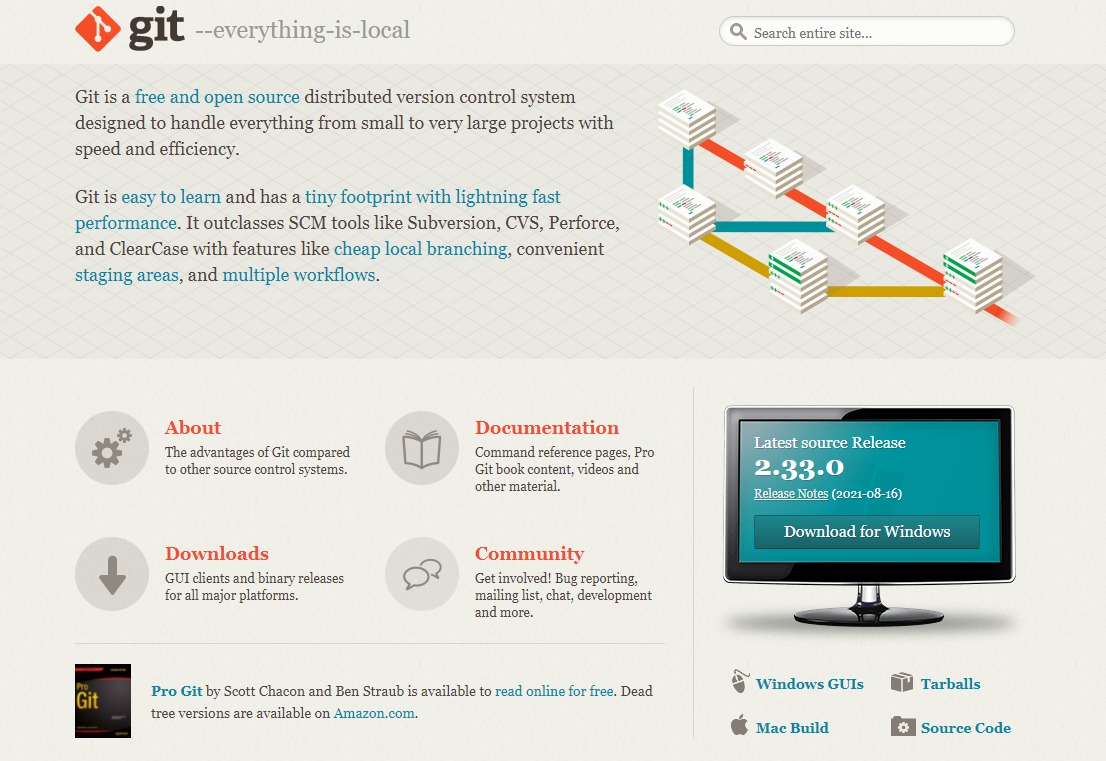 git --everything-is-local
Search entire site...
Git is a free and open source distributed version control system
designed to handle everything from small to very large projects with
speed and efficiency.
Git is easy to learn and has a tiny footprint with lightning fast
performance. It outclasses SCM tools like Subversion, CVS, Perforce,
and ClearCase with features like cheap local branching, convenient
staging areas, and multiple workflows.
About
The advantages of Git compared
to other source control systems.
Documentation
Command reference pages, Pro
Git book content, videos and
other material.
Downloads
GUI clients and binary releases
for all major platforms.
Community
Get involved! Bug reporting,
mailing list, chat, development
and more.
Pro
Git
Pro Git by Scott Chacon and Ben Straub is available to read online for free. Dead
tree versions are available on Amazon.com.
Latest source Release
2.33.0
Release Notes (2021-08-16)
Download for Windows
Windows GUIs
Tarballs
Mac Build
Source Code